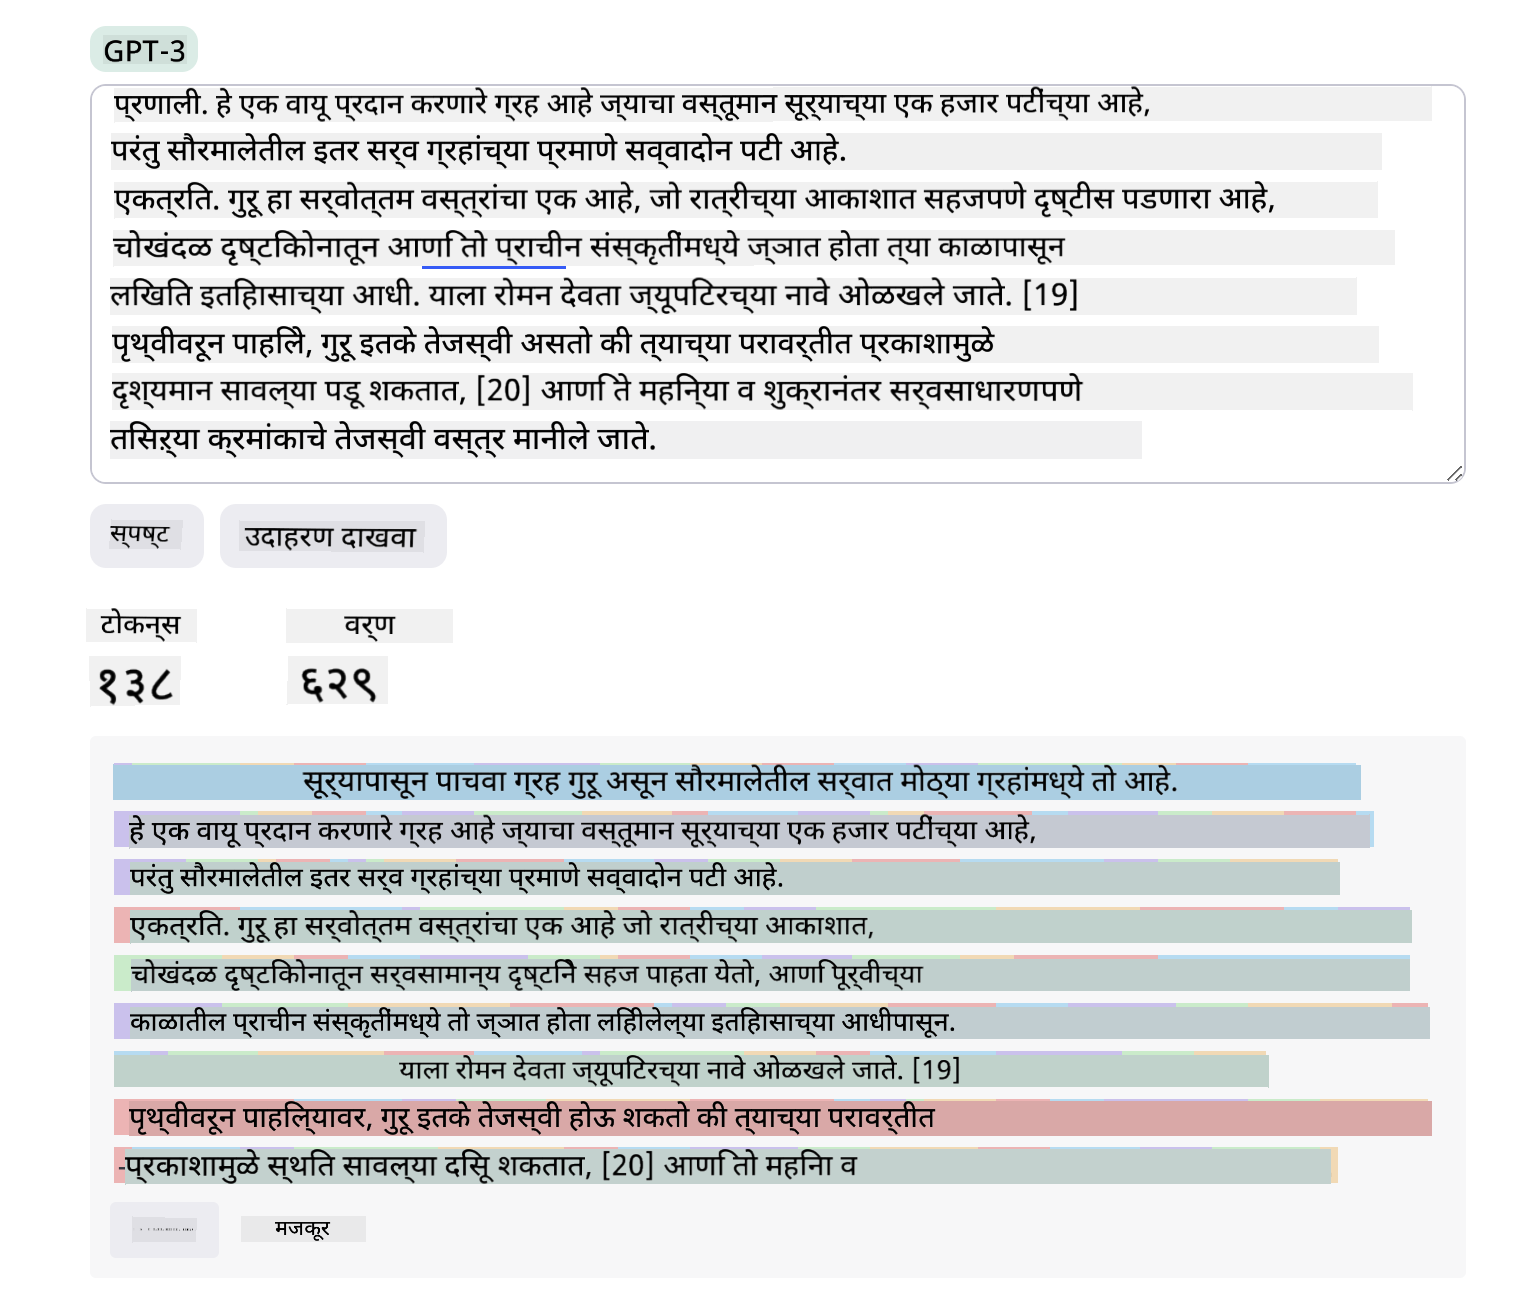 GPT-3
प्रणाली. हे एक वायू प्रदान करणारे ग्रह आहे ज्याचा वस्तूमान सूर्याच्या एक हजार पटींच्या आहे,
परंतु सौरमालेतील इतर सर्व ग्रहांच्या प्रमाणे सव्वादोन पटी आहे.
एकत्रति. गुरू हा सर्वोत्तम वस्त्रांचा एक आहे, जो रात्रीच्या आकाशात सहजपणे दृष्टीस पडणारा आहे,
चोखंदळ दृष्टकिोनातून आणि तो प्राचीन संस्कृतींमध्ये ज्ञात होता त्या काळापासून
लखिति इतहिासाच्या आधी. याला रोमन देवता ज्यूपटिरच्या नावे ओळखले जाते. [19]
पृथ्वीवरून पाहलिे, गुरू इतके तेजस्वी असतो की त्याच्या परावर्तीत प्रकाशामुळे
दृश्यमान सावल्या पडू शकतात, [20] आणि ते महन्यिा व शुक्रानंतर सर्वसाधारणपणे
तसिऱ्या क्रमांकाचे तेजस्वी वस्त्र मानीले जाते.
स्पष्ट
उदाहरण दाखवा
टोकन्स
वर्ण
१३८
६२९
सूर्यापासून पाचवा ग्रह गुरू असून सौरमालेतील सर्वात मोठ्या ग्रहांमध्ये तो आहे.
हे एक वायू प्रदान करणारे ग्रह आहे ज्याचा वस्तूमान सूर्याच्या एक हजार पटींच्या आहे,
परंतु सौरमालेतील इतर सर्व ग्रहांच्या प्रमाणे सव्वादोन पटी आहे.
एकत्रति. गुरू हा सर्वोत्तम वस्त्रांचा एक आहे जो रात्रीच्या आकाशात,
चोखंदळ दृष्टकिोनातून सर्वसामान्य दृष्टनिे सहज पाहता येतो, आणि पूर्वीच्या
काळातील प्राचीन संस्कृतींमध्ये तो ज्ञात होता लहिीलेल्या इतहिासाच्या आधीपासून.
याला रोमन देवता ज्यूपटिरच्या नावे ओळखले जाते. [19]
पृथ्वीवरून पाहल्यिावर, गुरू इतके तेजस्वी होऊ शकतो की त्याच्या परावर्तीत
-प्रकाशामुळे स्थति सावल्या दसिू शकतात, [20] आणि तो महनिा व
मजकूर